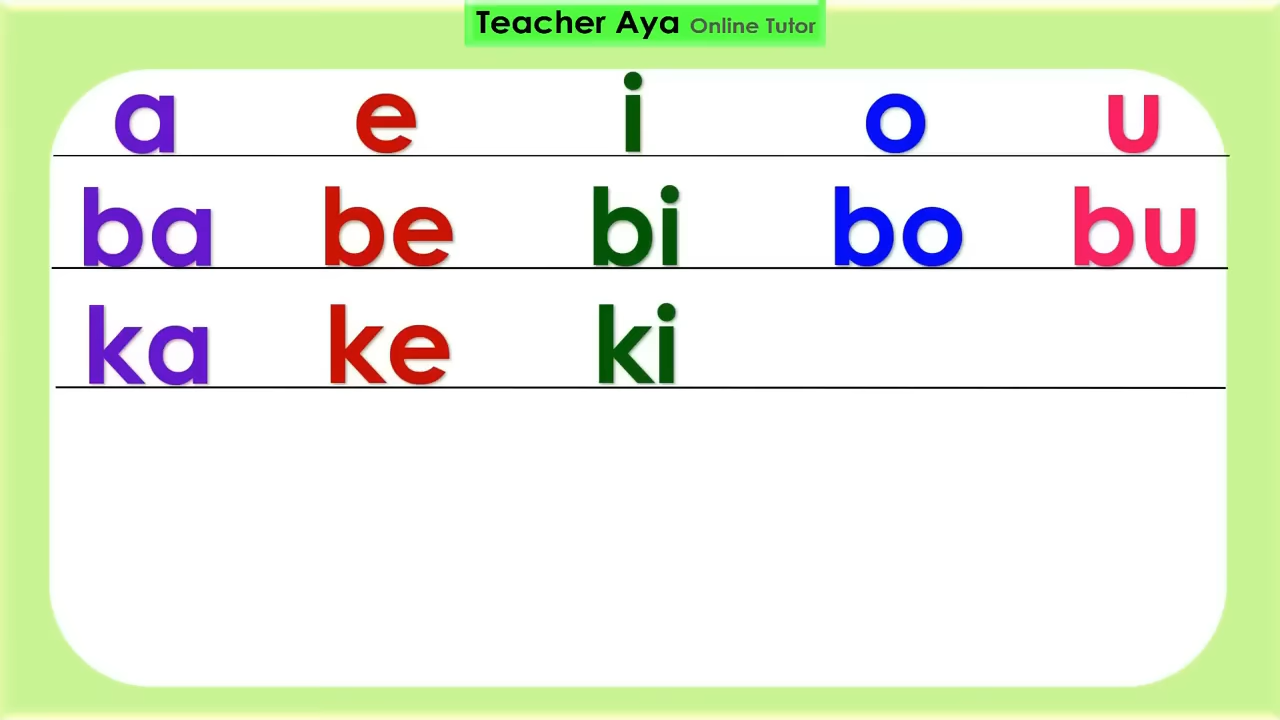 Teacher Aya Online Tutor
a e i o u
ba be bi bo bu
ka ke ki